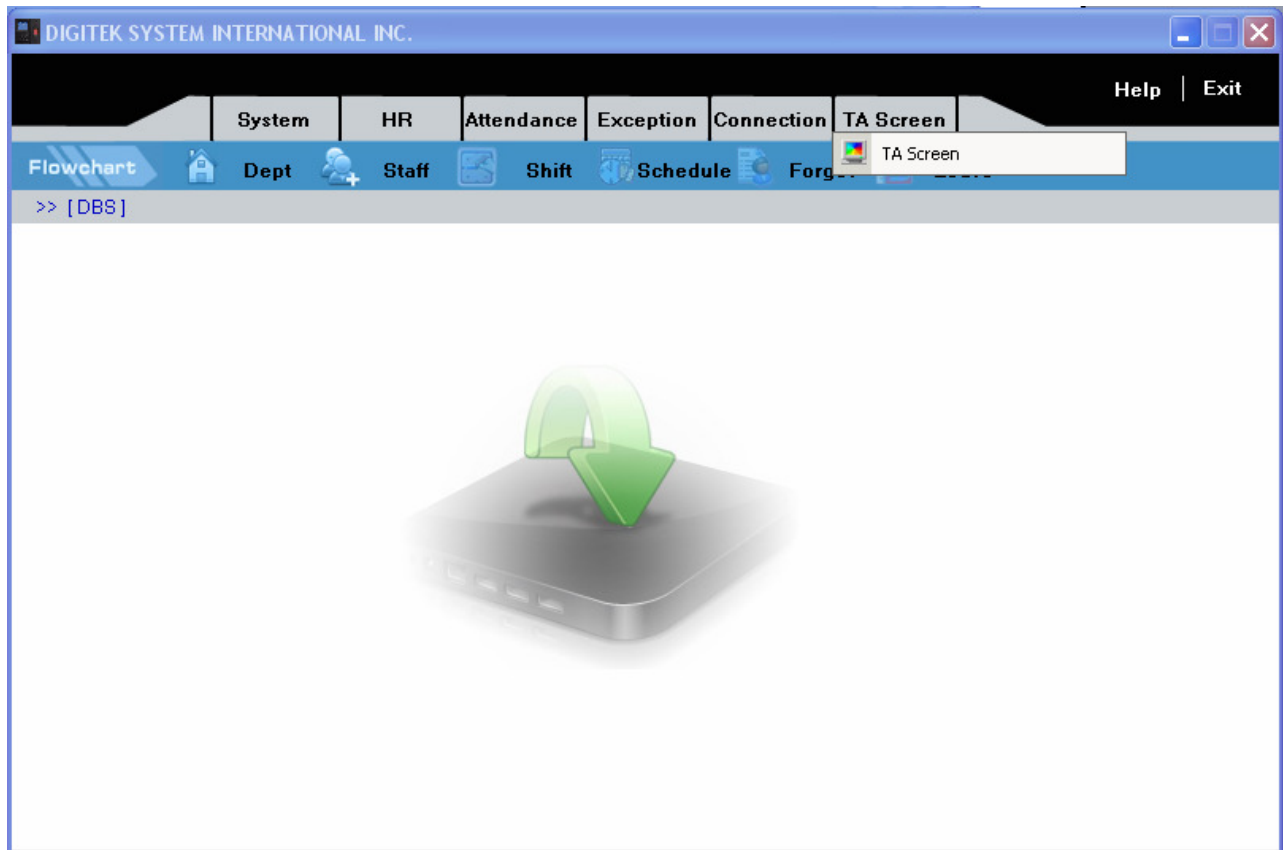 DIGITEK SYSTEM INTERNATIONAL INC.
Help | Exit
System HR Attendance Exception Connection TA Screen
TA Screen
Flowchart Dept Staff Shift Schedule
>> [DBS]